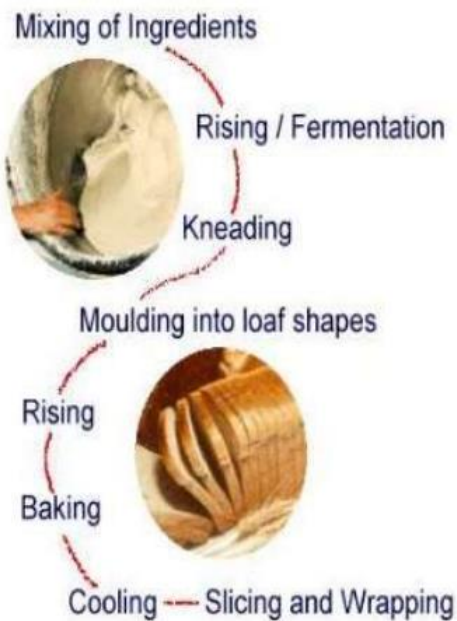 Mixing of Ingredients
Rising / Fermentation
Kneading
Moulding into loaf shapes
Rising
Baking
Cooling
Slicing and Wrapping